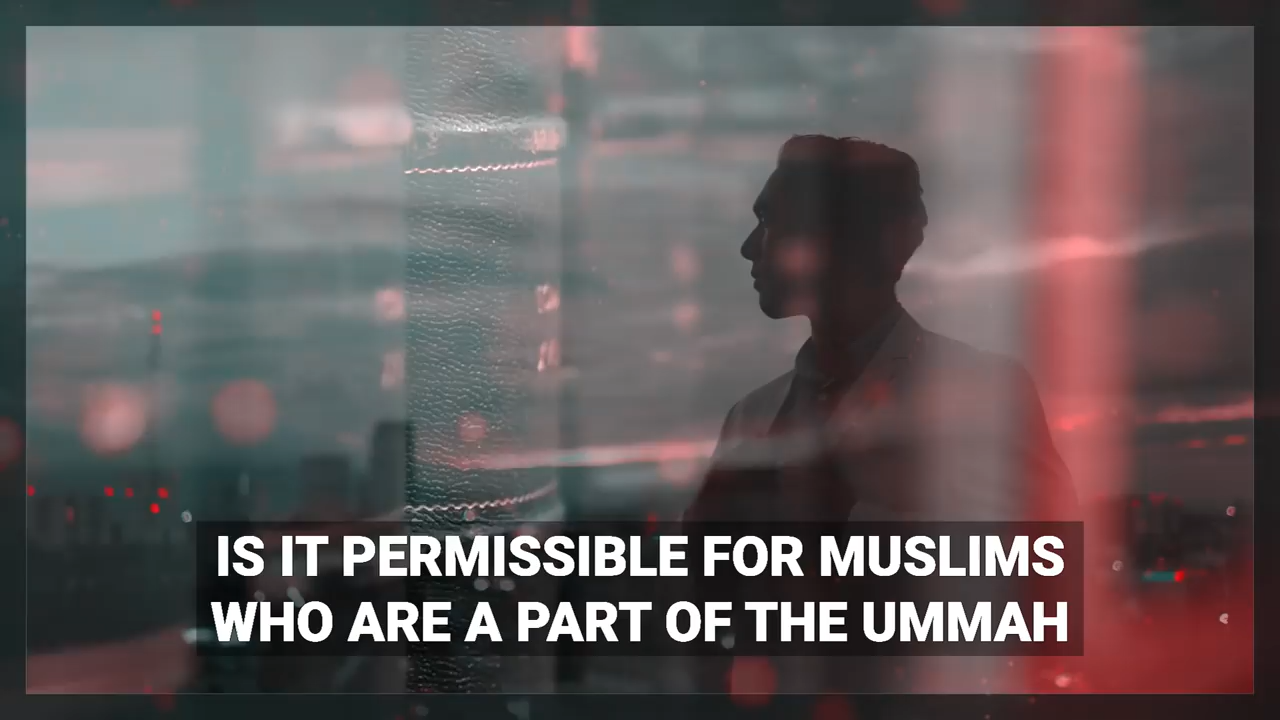 IS IT PERMISSIBLE FOR MUSLIMS
WHO ARE A PART OF THE UMMAH